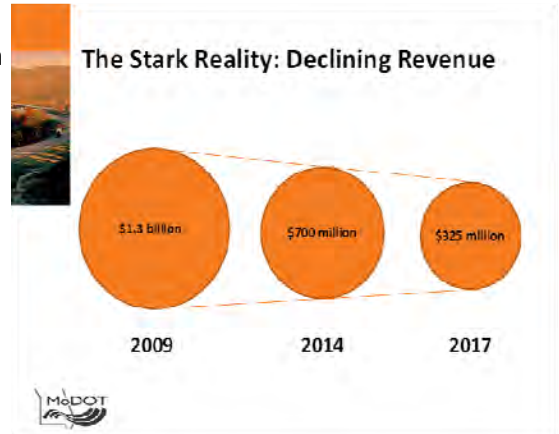 The Stark Reality: Declining Revenue
$1.3 billion
$700 million
$325 million
2009
2014
2017
MoDOT